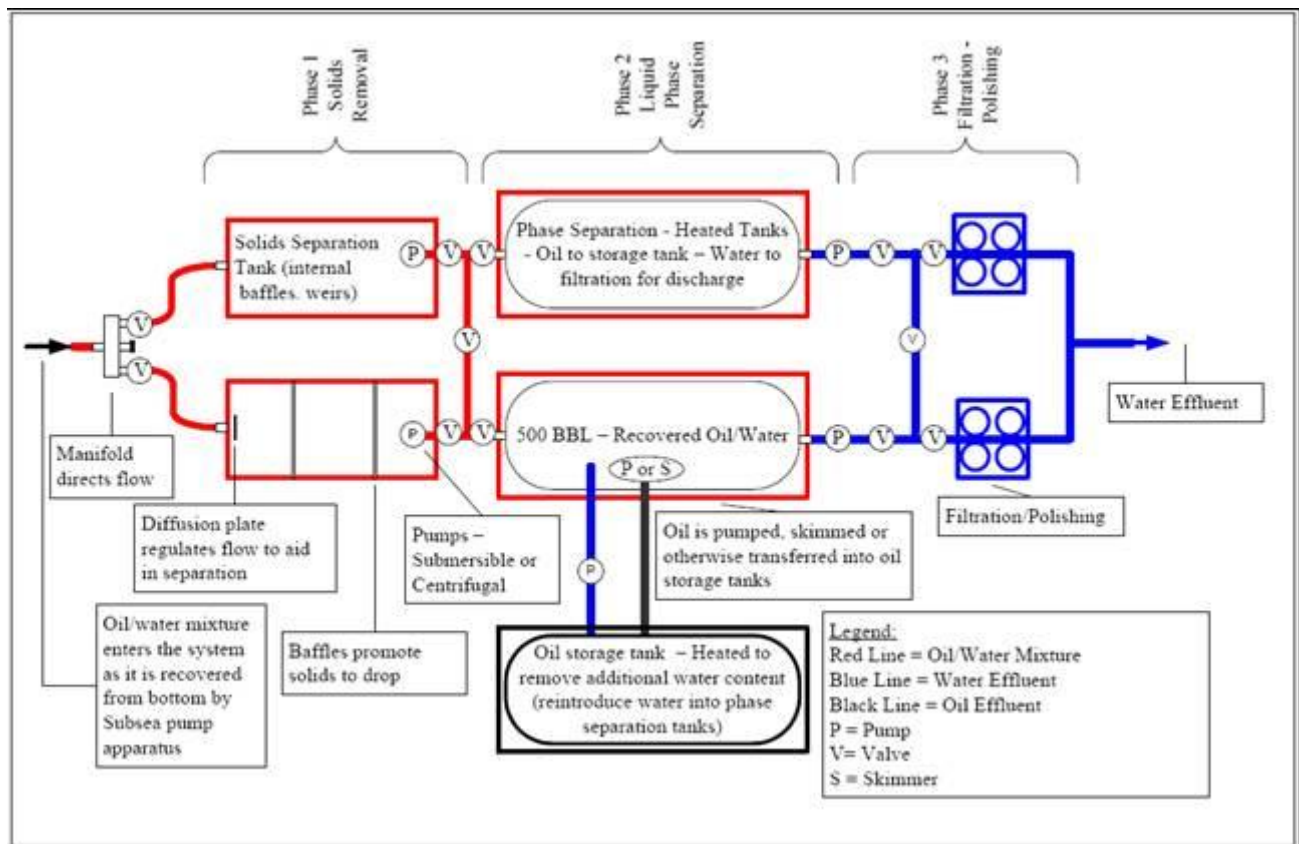 Phase 1
Solids
Removal
Phase 2
Liquid
Phase
Separation
Phase 3
Filtration -
Polishing
Solids Separation
Tank (internal
baffles. weirs)
P
V
V
Phase Separation - Heated Tanks
- Oil to storage tank – Water to
filtration for discharge
P
V
V
V
V
V
V
Manifold
directs flow
P
V
V
500 BBL – Recovered Oil/Water
P or S
P
V
V
Water Effluent
Diffusion plate
regulates flow to aid
in separation
Pumps –
Submersible or
Centrifugal
P
Oil is pumped, skimmed or
otherwise transferred into oil
storage tanks
Filtration/Polishing
Oil/water mixture
enters the system
as it is recovered
from bottom by
Subsea pump
apparatus
Baffles promote
solids to drop
Oil storage tank – Heated to
remove additional water content
(reintroduce water into phase
separation tanks)
Legend:
Red Line = Oil/Water Mixture
Blue Line = Water Effluent
Black Line = Oil Effluent
P = Pump
V= Valve
S = Skimmer